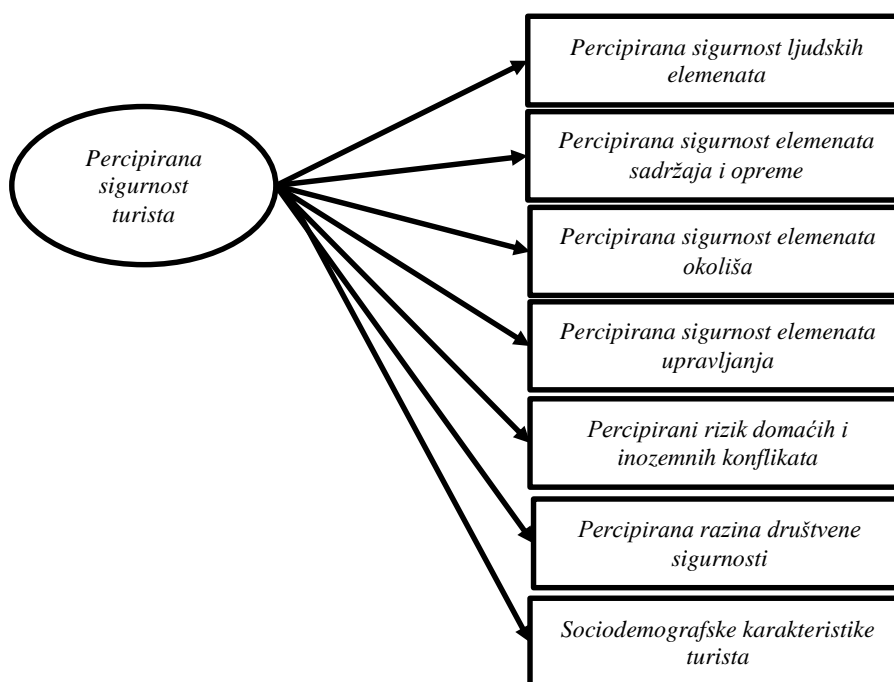 Percipirana
sigurnost
turista
Percipirana sigurnost ljudskih
elemenata
Percipirana sigurnost elemenata
sadržaja i opreme
Percipirana sigurnost elemenata
okoliša
Percipirana sigurnost elemenata
upravljanja
Percipirani rizik domaćih i
inozemnih konflikata
Percipirana razina društvene
sigurnosti
Sociodemografske karakteristike
turista